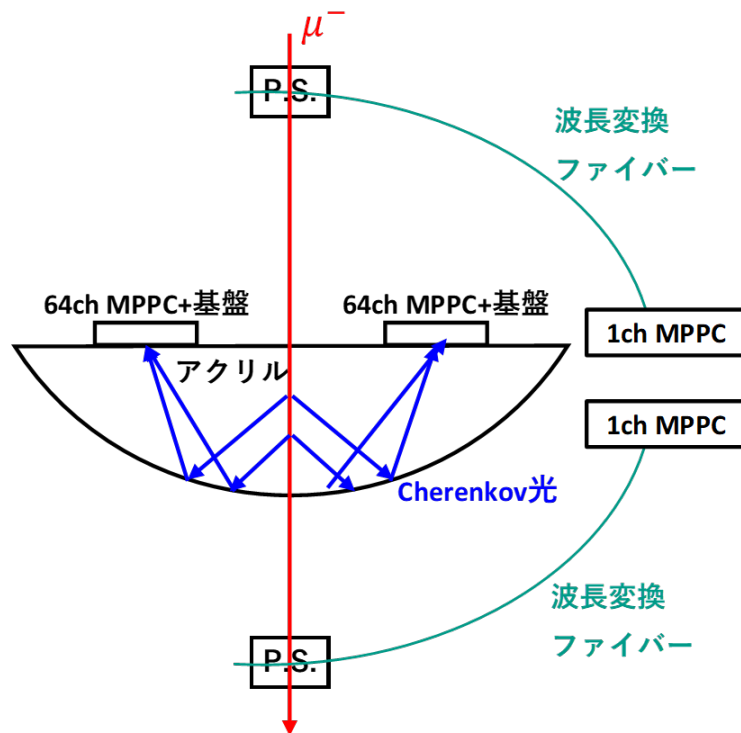 μ⁻
P.S.
波長変換
ファイバー
64ch MPPC+基盤
64ch MPPC+基盤
1ch MPPC
アクリル
1ch MPPC
Cherenkov光
波長変換
ファイバー
P.S.